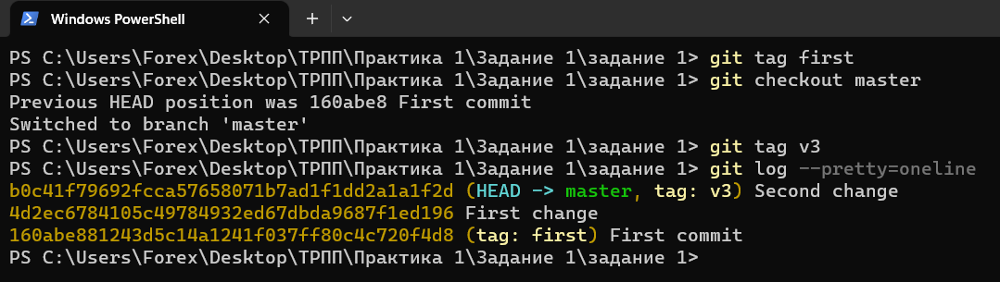 Windows PowerShell
PS C:\Users\Forex\Desktop\ТРПП\Практика 1\Задание 1\задание 1> git tag first
PS C:\Users\Forex\Desktop\ТРПП\Практика 1\Задание 1\задание 1> git checkout master
Previous HEAD position was 160abe8 First commit
Switched to branch 'master'
PS C:\Users\Forex\Desktop\ТРПП\Практика 1\Задание 1\задание 1> git tag v3
PS C:\Users\Forex\Desktop\ТРПП\Практика 1\Задание 1\задание 1> git log --pretty=oneline
b0c41f79692fcca57658071b7ad1f1dd2a1a1f2d (HEAD -> master, tag: v3) Second change
4d2ec6784105c49784932ed67dbda9687f1ed196 First change
160abe881243d5c14a1241f037ff80c4c720f4d8 (tag: first) First commit
PS C:\Users\Forex\Desktop\ТРПП\Практика 1\Задание 1\задание 1>